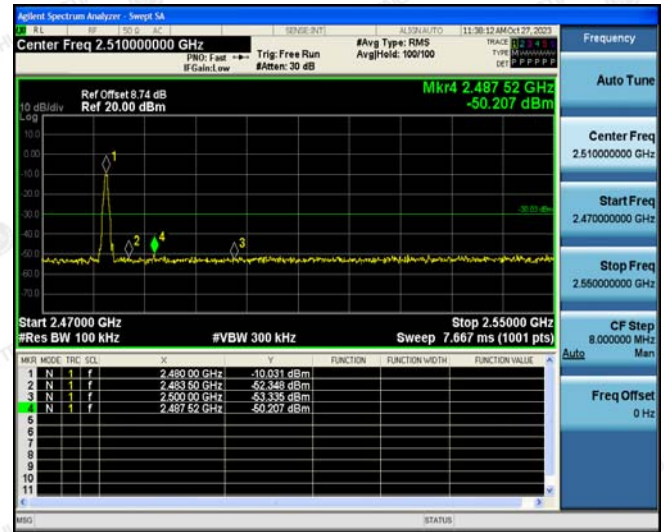 Agilent Spectrum Analyzer - Swept SA
RL RF 50 Ω AC SENSE:INT ALIGN AUTO 11:38:12 AM Oct 27, 2023
Center Freq 2.510000000 GHz
PNO: Fast
IFGain:Low
Trig: Free Run
#Atten: 30 dB
#Avg Type: RMS
Avg|Hold: 100/100
TRACE 1 2 3 4 5 6
TYPE
DET P P P P P P
Frequency
Auto Tune
Center Freq
2.510000000 GHz
Start Freq
2.470000000 GHz
Stop Freq
2.550000000 GHz
CF Step
8.000000 MHz
Auto Man
Freq Offset
0 Hz
Mkr4 2.487 52 GHz
-50.207 dBm
Ref Offset 8.74 dB
10 dB/div Ref 20.00 dBm
Log
10.0
0.00
-10.0
-20.0
-30.0
-40.0
-50.0
-60.0
-70.0
-30.03 dBm
1
2
4
3
Start 2.47000 GHz Stop 2.55000 GHz
#Res BW 100 kHz #VBW 300 kHz Sweep 7.667 ms (1001 pts)
MKR MODE TRC SCL X Y FUNCTION FUNCTION WIDTH FUNCTION VALUE
1 N 1 f 2.480 00 GHz -10.031 dBm
2 N 1 f 2.483 50 GHz -52.348 dBm
3 N 1 f 2.500 00 GHz -53.335 dBm
4 N 1 f 2.487 52 GHz -50.207 dBm
5
6
7
8
9
10
11
MSG STATUS